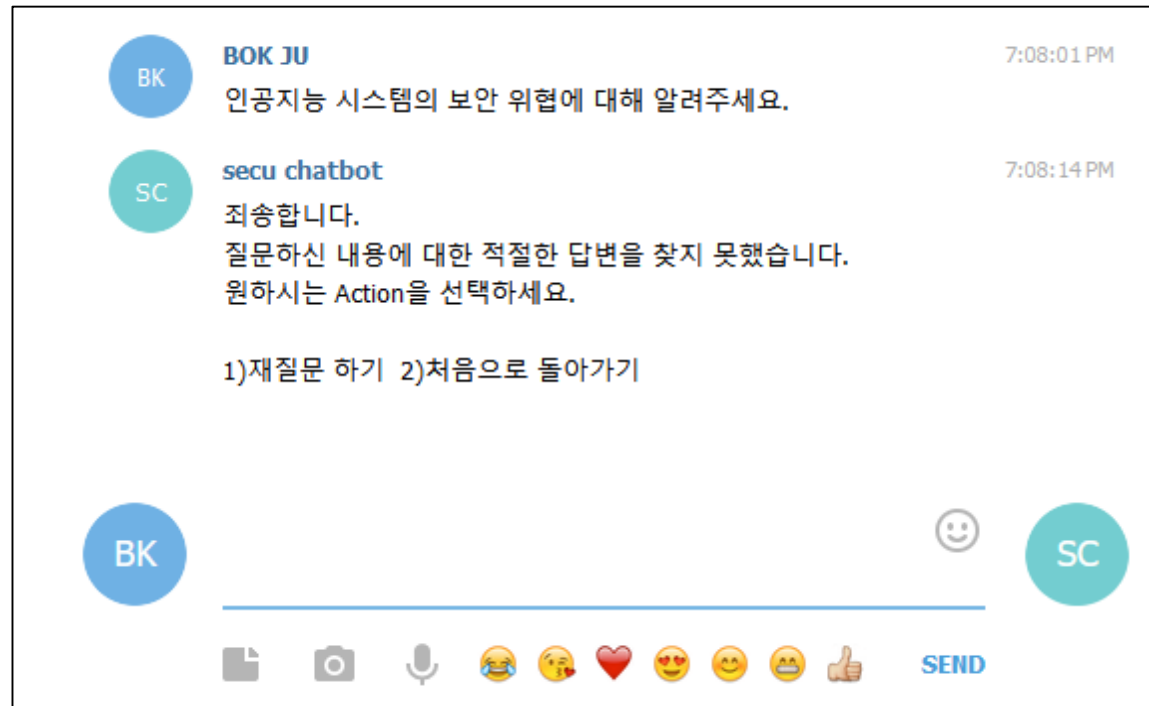 BK
BOK JU
7:08:01 PM
인공지능 시스템의 보안 위협에 대해 알려주세요.
SC
secu chatbot
7:08:14 PM
죄송합니다.
질문하신 내용에 대한 적절한 답변을 찾지 못했습니다.
원하시는 Action을 선택하세요.
1)재질문 하기 2)처음으로 돌아가기
BK
SC
SEND